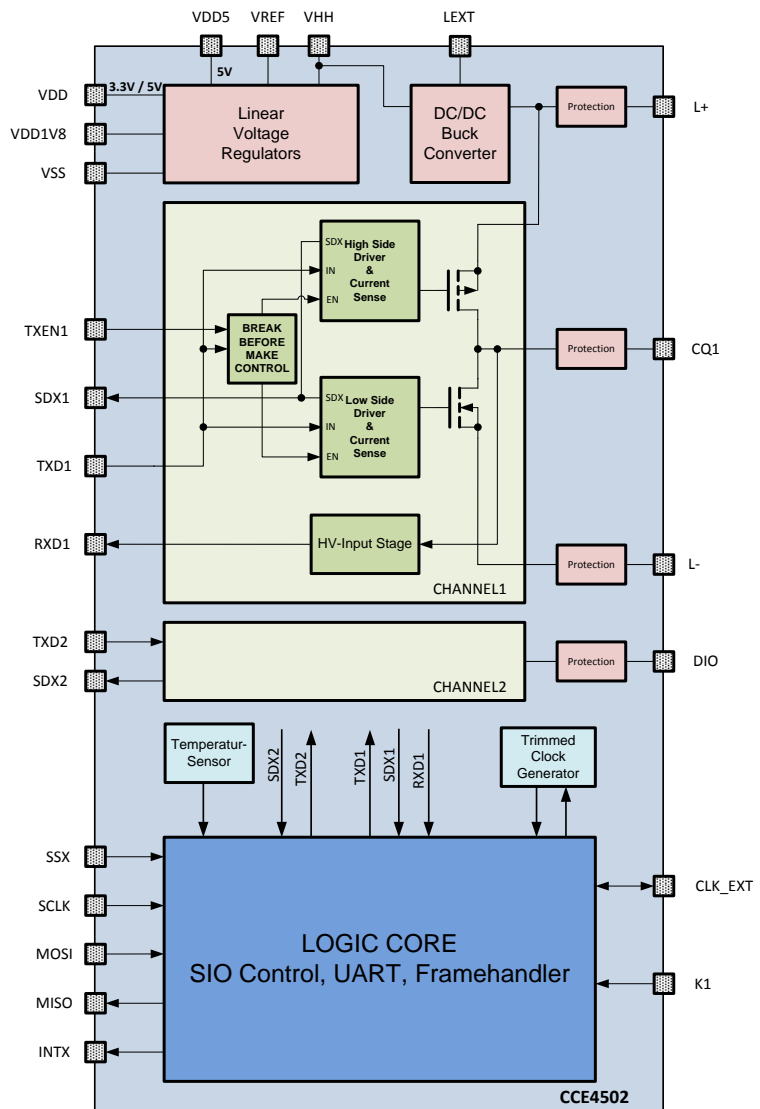 VDD5
VREF
VHH
LEXT
5V
3.3V / 5V
VDD
VDD1V8
VSS
Linear
Voltage
Regulators
DC/DC
Buck
Converter
Protection
L+
SDX
IN
EN
High Side
Driver
&
Current
Sense
TXEN1
BREAK
BEFORE
MAKE
CONTROL
Protection
CQ1
SDX1
SDX
IN
EN
Low Side
Driver
&
Current
Sense
TXD1
RXD1
HV-Input Stage
Protection
L-
CHANNEL1
TXD2
SDX2
CHANNEL2
Protection
DIO
Temperatur-
Sensor
SDX2
TXD2
TXD1
SDX1
RXD1
Trimmed
Clock
Generator
SSX
SCLK
MOSI
MISO
INTX
LOGIC CORE
SIO Control, UART, Framehandler
CLK_EXT
K1
CCE4502